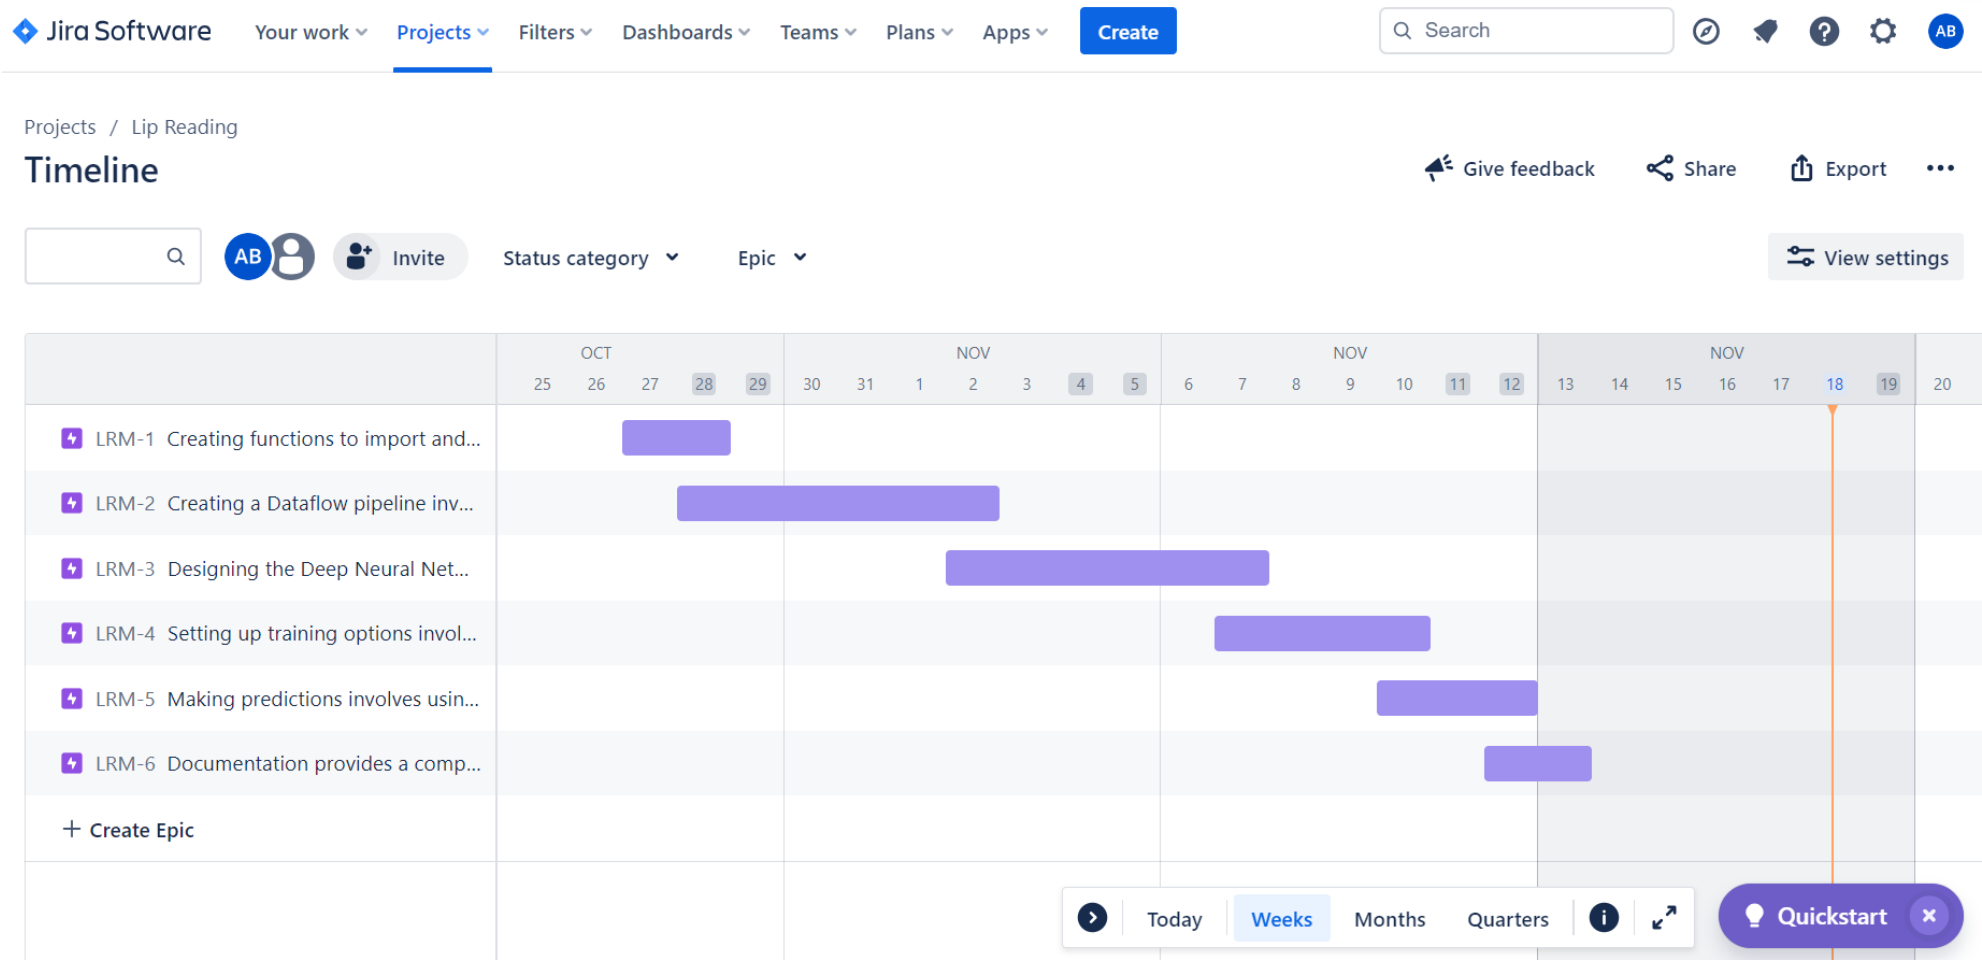 Jira Software Your work Projects Filters Dashboards Teams Plans Apps Create Search AB
Projects / Lip Reading
Timeline
Give feedback Share Export
AB Invite Status category Epic View settings
OCT NOV NOV NOV
25 26 27 28 29 30 31 1 2 3 4 5 6 7 8 9 10 11 12 13 14 15 16 17 18 19 20
LRM-1 Creating functions to import and...
LRM-2 Creating a Dataflow pipeline inv...
LRM-3 Designing the Deep Neural Net...
LRM-4 Setting up training options invol...
LRM-5 Making predictions involves usin...
LRM-6 Documentation provides a comp...
+ Create Epic
Today Weeks Months Quarters Quickstart